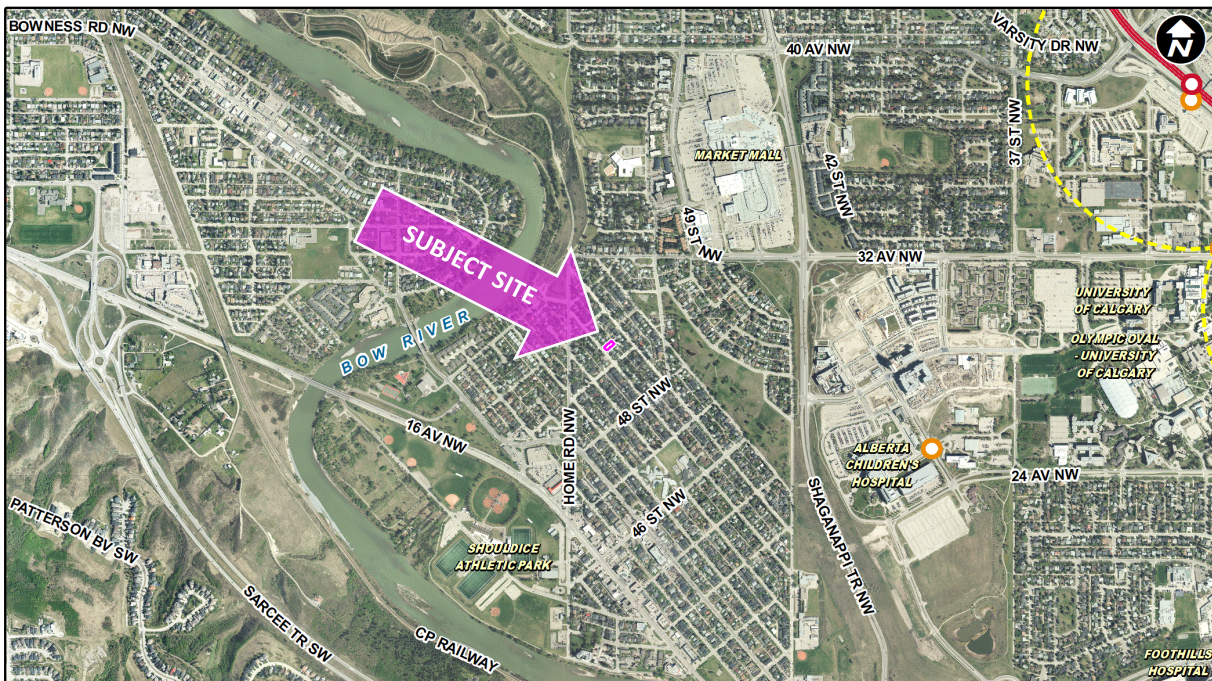 BOWNESS RD NW
VARSITY DR NW
N
40 AV NW
37 ST NW
MARKET MALL
42 ST NW
49 ST NW
SUBJECT SITE
32 AV NW
BOW RIVER
UNIVERSITY
OF CALGARY
OLYMPIC OVAL
- UNIVERSITY
OF CALGARY
48 ST NW
16 AV NW
HOME RD NW
ALBERTA
CHILDREN'S
HOSPITAL
24 AV NW
46 ST NW
SHAGANAPPI TR NW
PATTERSON BV SW
SHOULDICE
ATHLETIC PARK
SARCEE TR SW
CP RAILWAY
FOOTHILLS
HOSPITAL